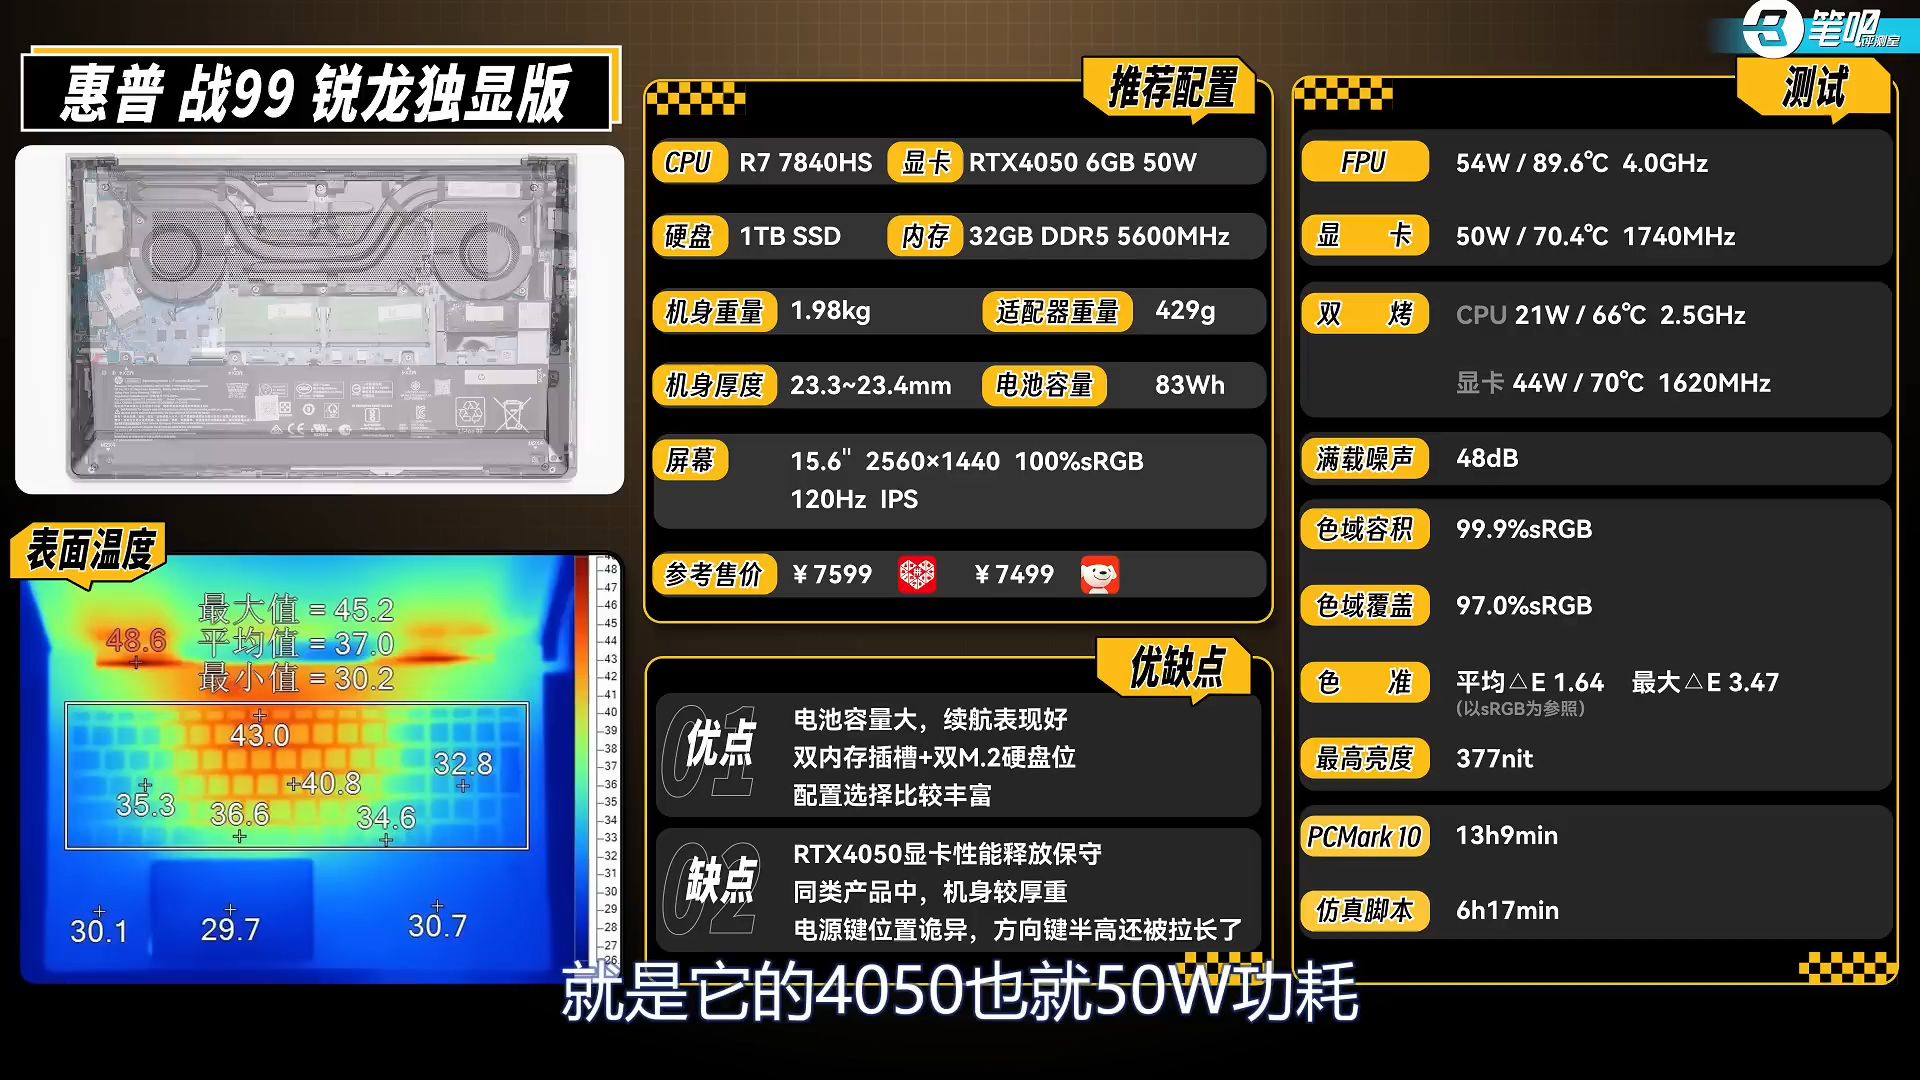 笔吧评测室
惠普 战99 锐龙独显版
推荐配置
CPU R7 7840HS 显卡 RTX4050 6GB 50W
硬盘 1TB SSD 内存 32GB DDR5 5600MHz
机身重量 1.98kg 适配器重量 429g
机身厚度 23.3~23.4mm 电池容量 83Wh
屏幕 15.6" 2560×1440 100%sRGB
120Hz IPS
参考售价 ¥7599 ¥7499
测试
FPU 54W / 89.6℃ 4.0GHz
显卡 50W / 70.4℃ 1740MHz
双烤 CPU 21W / 66℃ 2.5GHz
显卡 44W / 70℃ 1620MHz
满载噪声 48dB
色域容积 99.9%sRGB
色域覆盖 97.0%sRGB
色准 平均△E 1.64 最大△E 3.47
(以sRGB为参照)
最高亮度 377nit
PCMark 10 13h9min
仿真脚本 6h17min
表面温度
最大值 = 45.2
48.6 平均值 = 37.0
最小值 = 30.2
43.0
40.8
32.8
35.3
36.6
34.6
30.1
29.7
30.7
48
47
46
45
44
43
42
41
40
39
38
37
36
35
34
33
32
31
30
29
28
27
26
优缺点
01 优点
电池容量大，续航表现好
双内存插槽+双M.2硬盘位
配置选择比较丰富
02 缺点
RTX4050显卡性能释放保守
同类产品中，机身较厚重
电源键位置诡异，方向键半高还被拉长了
就是它的4050也就50W功耗